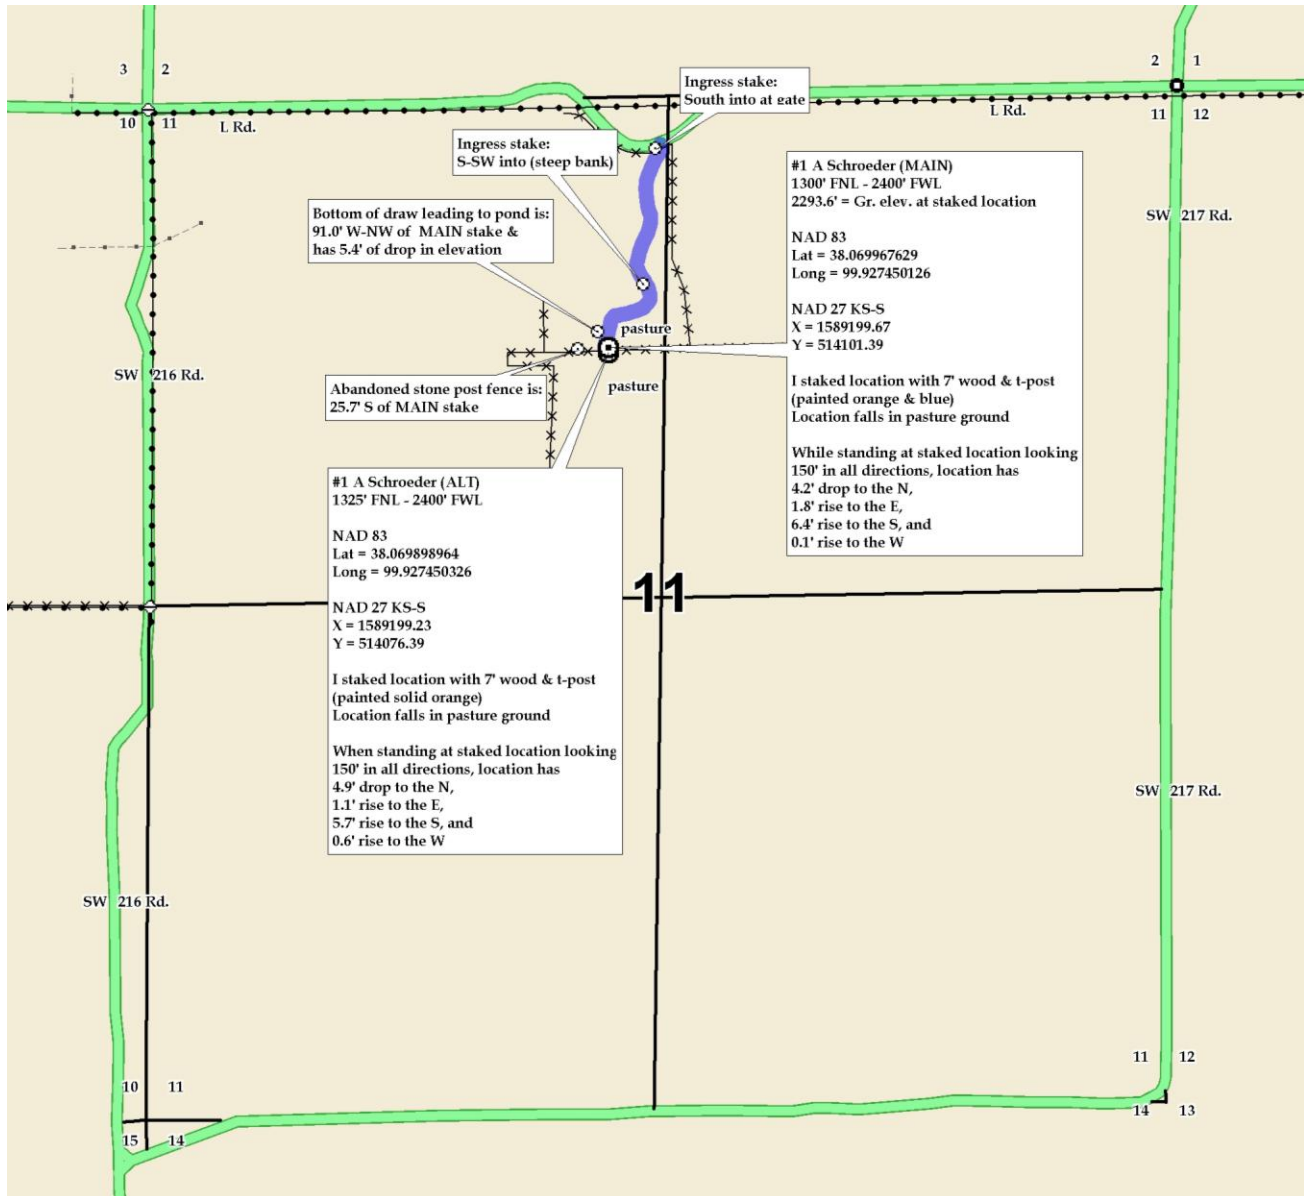 3 2
2 1
Ingress stake:
South into at gate
10 11
L Rd.
L Rd.
11 12
Ingress stake:
S-SW into (steep bank)
#1 A Schroeder (MAIN)
1300' FNL - 2400' FWL
2293.6' = Gr. elev. at staked location
NAD 83
Lat = 38.069967629
Long = 99.927450126
NAD 27 KS-S
X = 1589199.67
Y = 514101.39
I staked location with 7' wood & t-post
(painted orange & blue)
Location falls in pasture ground
While standing at staked location looking
150' in all directions, location has
4.2' drop to the N,
1.8' rise to the E,
6.4' rise to the S, and
0.1' rise to the W
SW 217 Rd.
Bottom of draw leading to pond is:
91.0' W-NW of MAIN stake &
has 5.4' of drop in elevation
pasture
SW 216 Rd.
Abandoned stone post fence is:
25.7' S of MAIN stake
pasture
#1 A Schroeder (ALT)
1325' FNL - 2400' FWL
NAD 83
Lat = 38.069898964
Long = 99.927450326
NAD 27 KS-S
X = 1589199.23
Y = 514076.39
I staked location with 7' wood & t-post
(painted solid orange)
Location falls in pasture ground
When standing at staked location looking
150' in all directions, location has
4.9' drop to the N,
1.1' rise to the E,
5.7' rise to the S, and
0.6' rise to the W
11
SW 217 Rd.
SW 216 Rd.
11 12
10 11
14 13
15 14